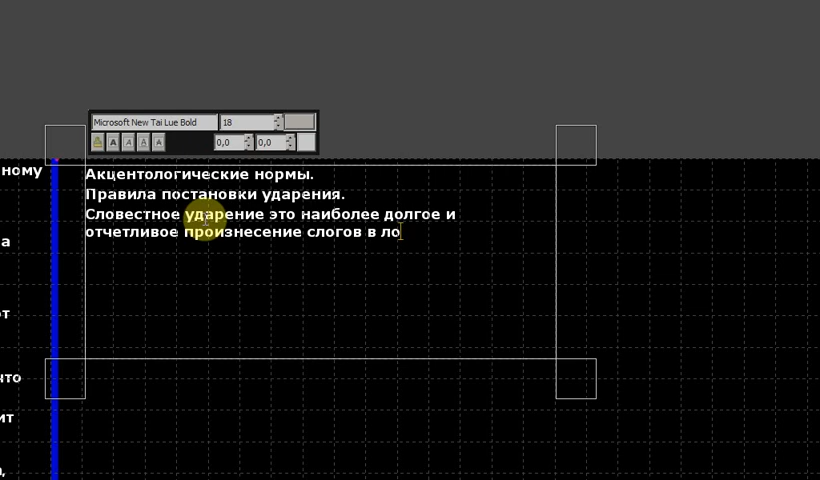 Microsoft New Tai Lue Bold 18
A A A A 0,0 0,0
ному
Акцентологические нормы.
Правила постановки ударения.
Словестное ударение это наиболее долгое и
отчетливое произнесение слогов в ло
а
от
что
ит